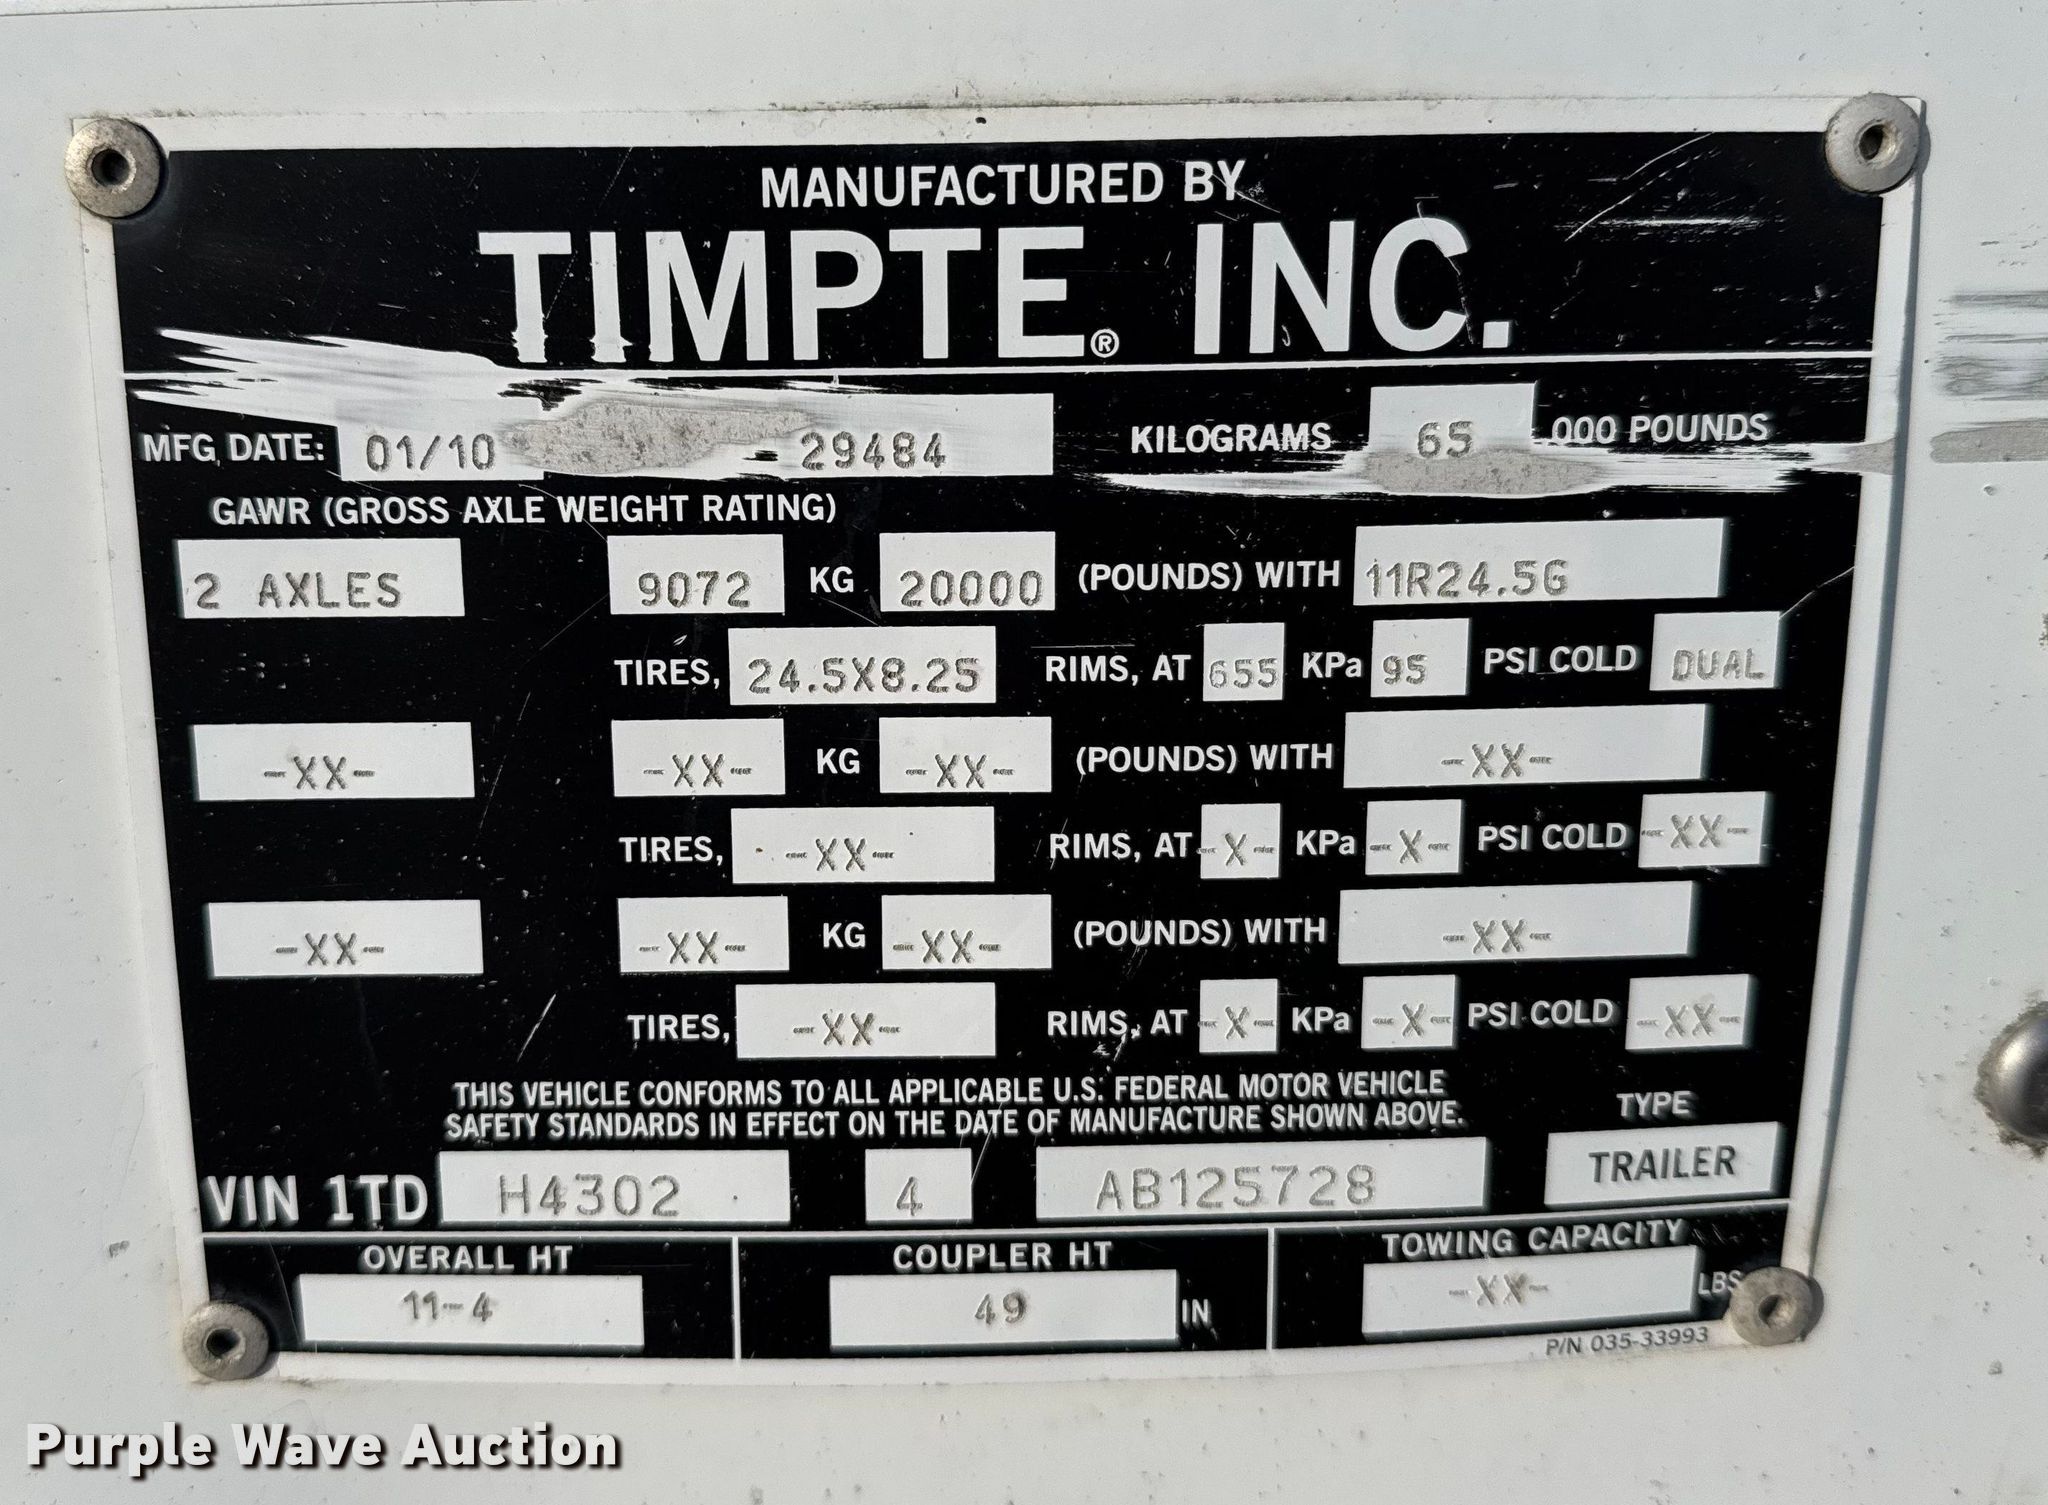 MANUFACTURED BY
TIMPTE® INC.
MFG DATE: 01/10 29484 KILOGRAMS 65 000 POUNDS
GAWR (GROSS AXLE WEIGHT RATING)
2 AXLES 9072 KG 20000 (POUNDS) WITH 11R24.5G
TIRES, 24.5X8.25 RIMS, AT 655 KPa 95 PSI COLD DUAL
-XX- -XX- KG -XX- (POUNDS) WITH -XX-
TIRES, -XX- RIMS, AT -X- KPa -X- PSI COLD -XX-
-XX- -XX- KG -XX- (POUNDS) WITH -XX-
TIRES, -XX- RIMS, AT -X- KPa -X- PSI COLD -XX-
THIS VEHICLE CONFORMS TO ALL APPLICABLE U.S. FEDERAL MOTOR VEHICLE
SAFETY STANDARDS IN EFFECT ON THE DATE OF MANUFACTURE SHOWN ABOVE.
TYPE
VIN 1TD H4302 4 AB125728 TRAILER
OVERALL HT COUPLER HT TOWING CAPACITY
11-4 49 IN -XX- LBS
P/N 035-33993
Purple Wave Auction